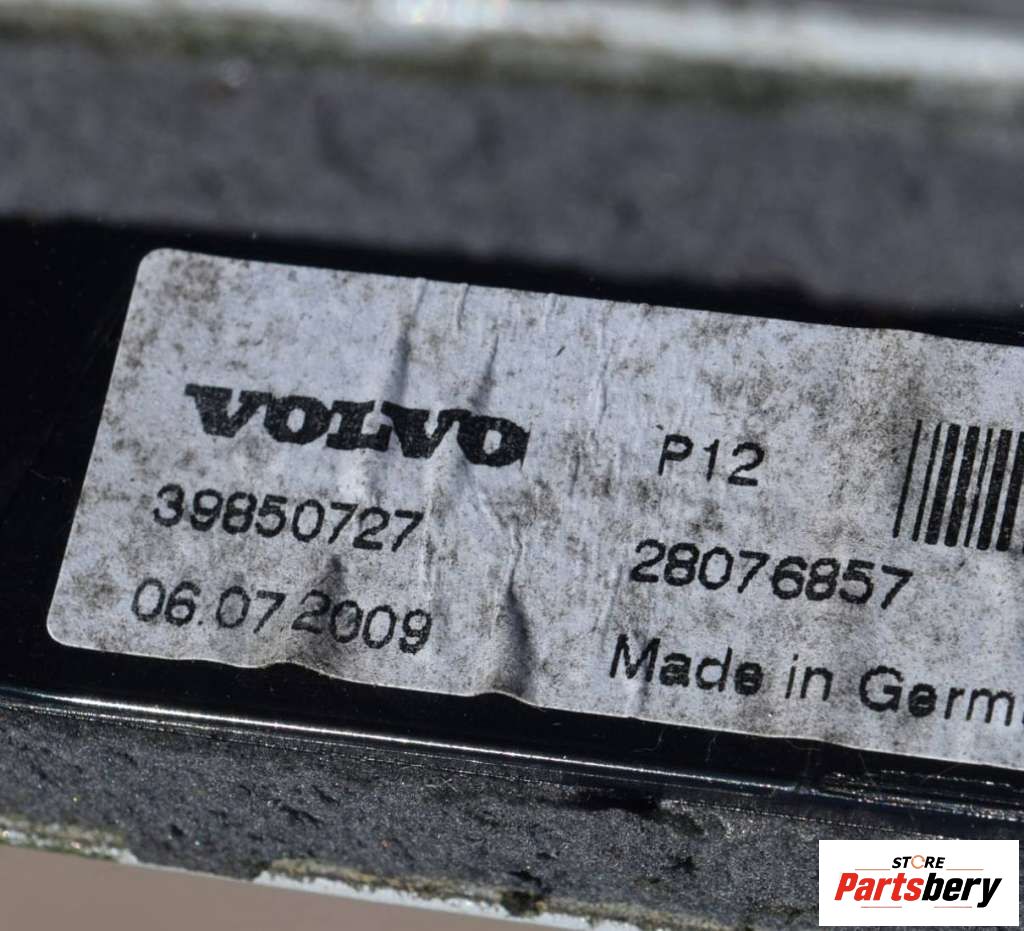 VOLVO
P12
39850727
28076857
06.07 2009
Made in Germ
STORE
Partsbery